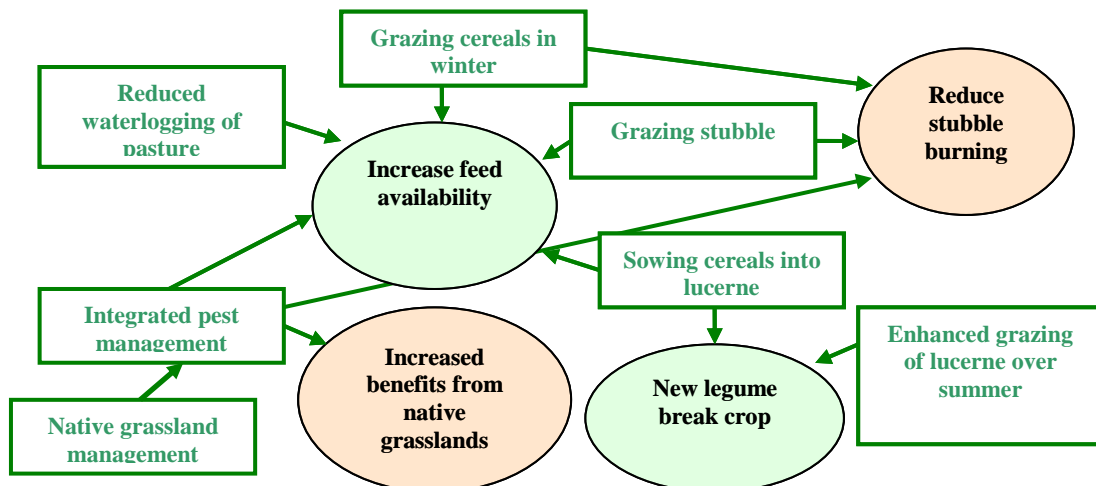 Grazing cereals in
winter
Reduced
waterlogging of
pasture
Grazing stubble
Reduce
stubble
burning
Increase feed
availability
Sowing cereals into
lucerne
Integrated pest
management
Increased
benefits from
native
grasslands
New legume
break crop
Enhanced grazing
of lucerne over
summer
Native grassland
management